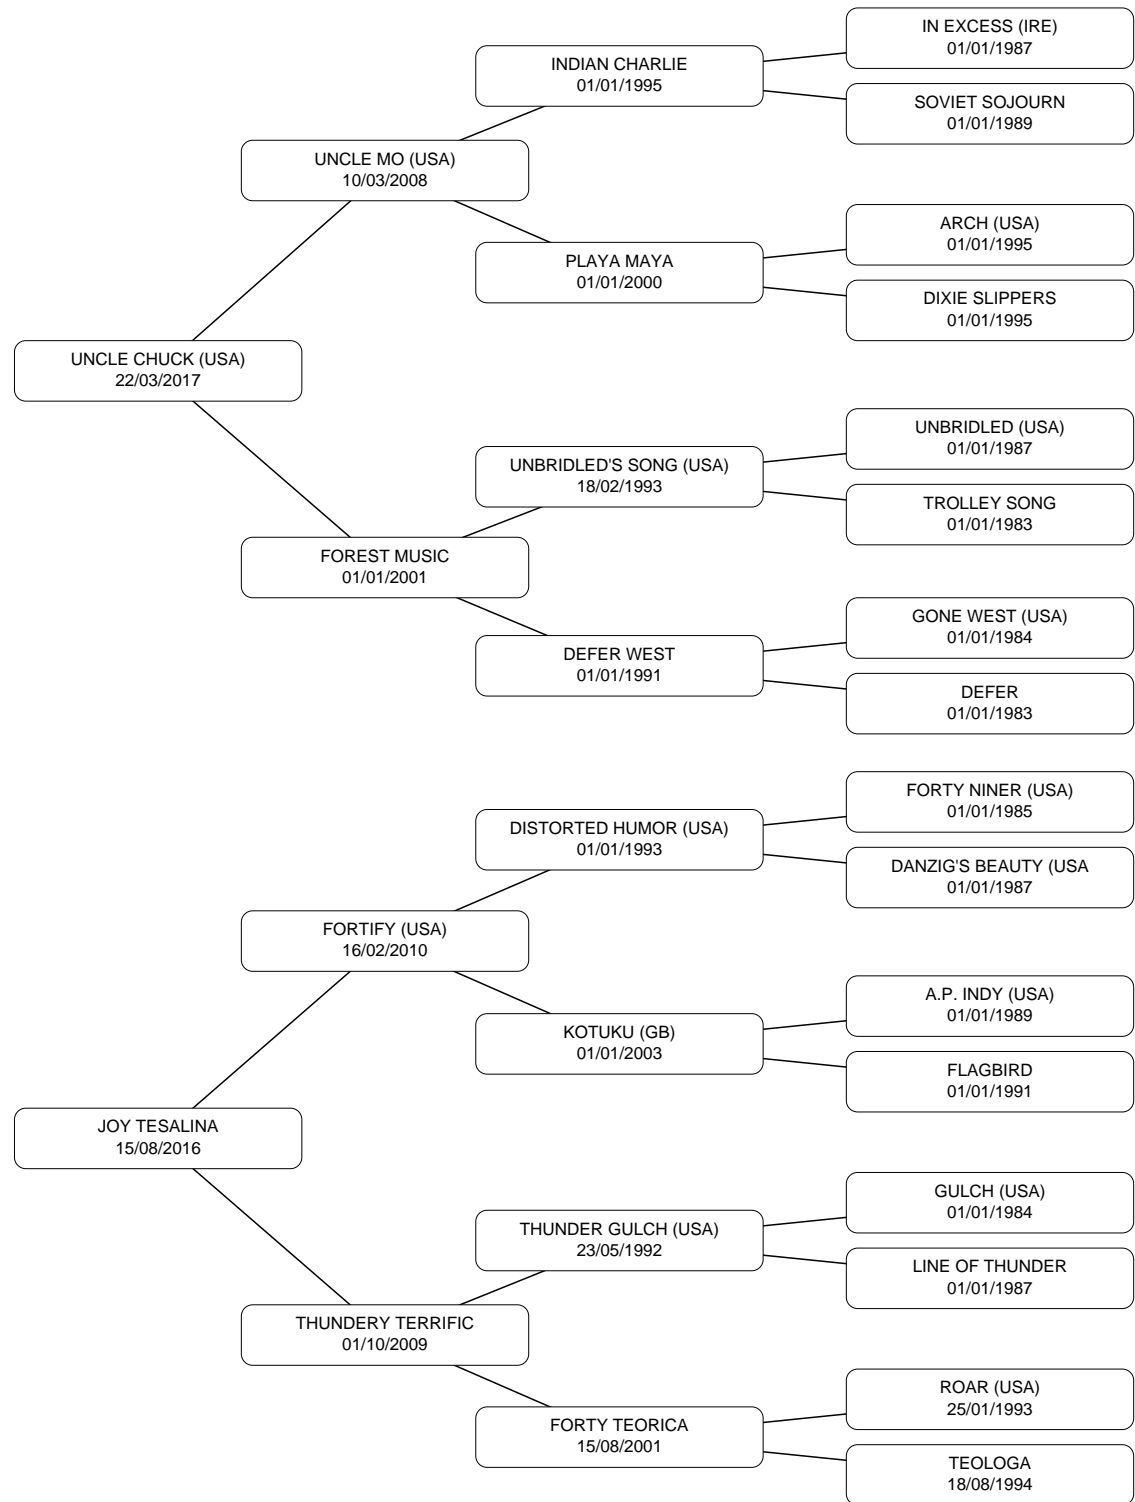 IN EXCESS (IRE)
01/01/1987
INDIAN CHARLIE
01/01/1995
SOVIET SOJOURN
01/01/1989
UNCLE MO (USA)
10/03/2008
ARCH (USA)
01/01/1995
PLAYA MAYA
01/01/2000
DIXIE SLIPPERS
01/01/1995
UNCLE CHUCK (USA)
22/03/2017
UNBRIDLED (USA)
01/01/1987
UNBRIDLED'S SONG (USA)
18/02/1993
TROLLEY SONG
01/01/1983
FOREST MUSIC
01/01/2001
GONE WEST (USA)
01/01/1984
DEFER WEST
01/01/1991
DEFER
01/01/1983
FORTY NINER (USA)
01/01/1985
DISTORTED HUMOR (USA)
01/01/1993
DANZIG'S BEAUTY (USA
01/01/1987
FORTIFY (USA)
16/02/2010
A.P. INDY (USA)
01/01/1989
KOTUKU (GB)
01/01/2003
FLAGBIRD
01/01/1991
JOY TESALINA
15/08/2016
GULCH (USA)
01/01/1984
THUNDER GULCH (USA)
23/05/1992
LINE OF THUNDER
01/01/1987
THUNDERY TERRIFIC
01/10/2009
ROAR (USA)
25/01/1993
FORTY TEORICA
15/08/2001
TEOLOGA
18/08/1994